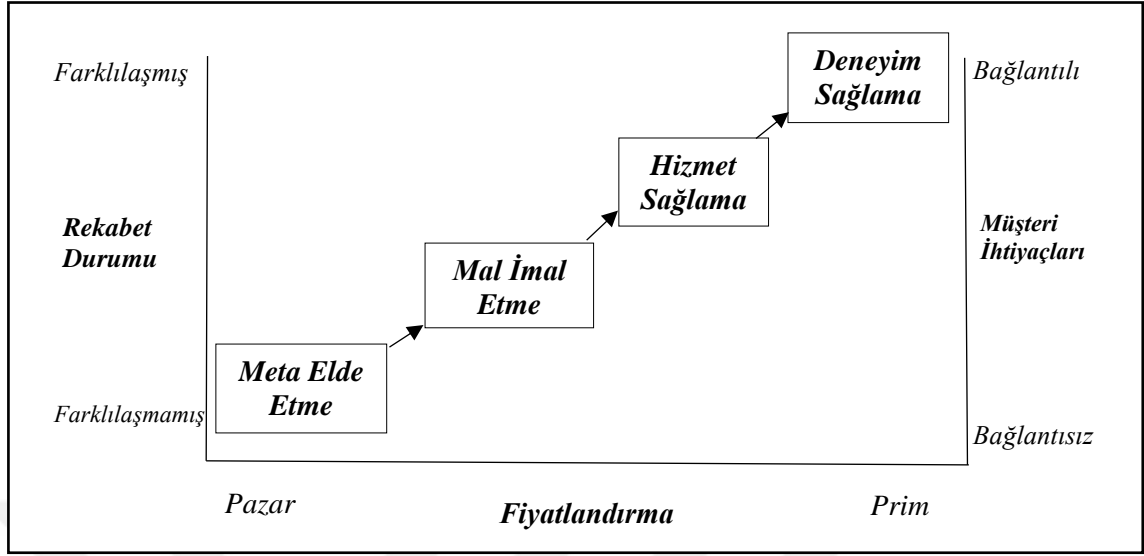 Farklılaşmış
Deneyim
Sağlama
Bağlantılı
Hizmet
Sağlama
Rekabet
Durumu
Müşteri
İhtiyaçları
Mal İmal
Etme
Meta Elde
Etme
Farklılaşmamış
Bağlantısız
Pazar
Fiyatlandırma
Prim